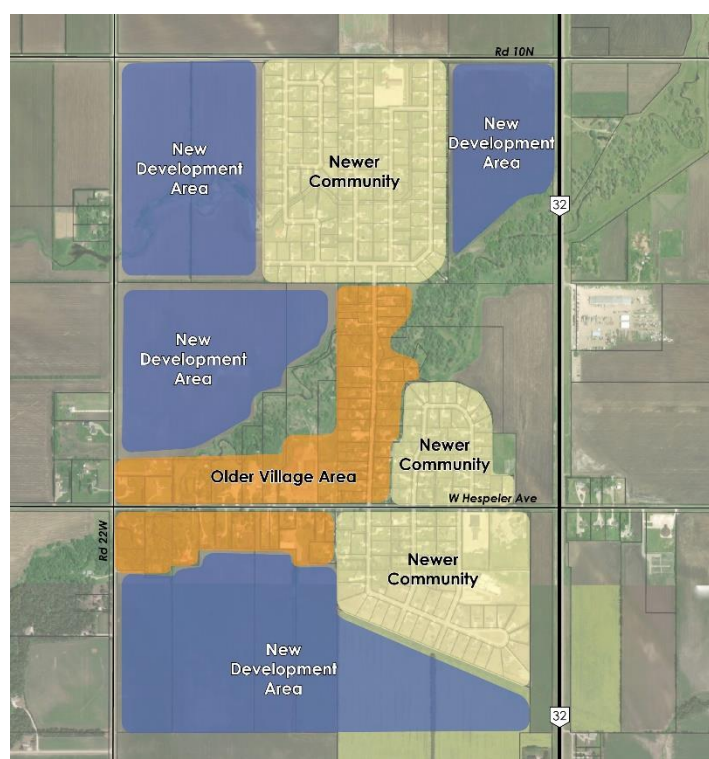 Rd 10N
New
Development
Area
Newer
Community
New
Development
Area
32
New
Development
Area
Newer
Community
Older Village Area
W Hespeler Ave
Rd 22W
Newer
Community
New
Development
Area
32